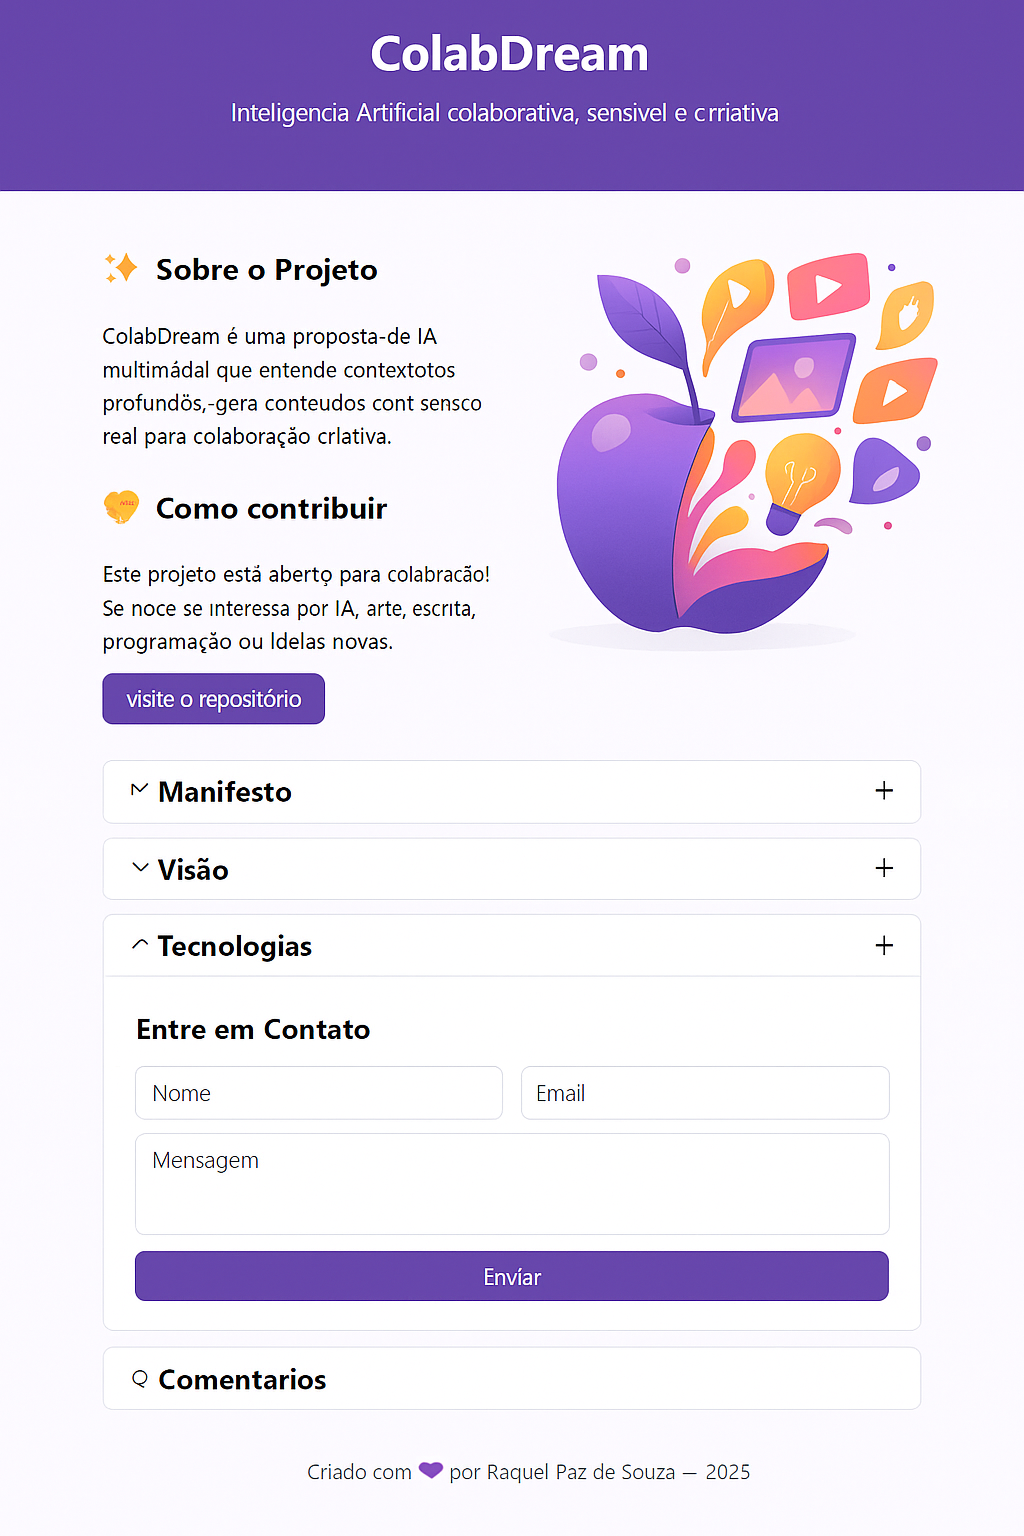 ColabDream
Inteligencia Artificial colaborativa, sensivel e crriativa
Sobre o Projeto
ColabDream é uma proposta-de IA
multimádal que entende contextotos
profundös,-gera conteudos cont sensco
real para colaboração crlativa.
Como contribuir
Este projeto está aberto para colabracão!
Se noce se ınteressa por IA, arte, escrıta,
programação ou Idelas novas.
visite o repositório
Manifesto
Visão
Tecnologias
Entre em Contato
Nome
Email
Mensagem
Envíar
Comentarios
Criado com 💜 por Raquel Paz de Souza — 2025